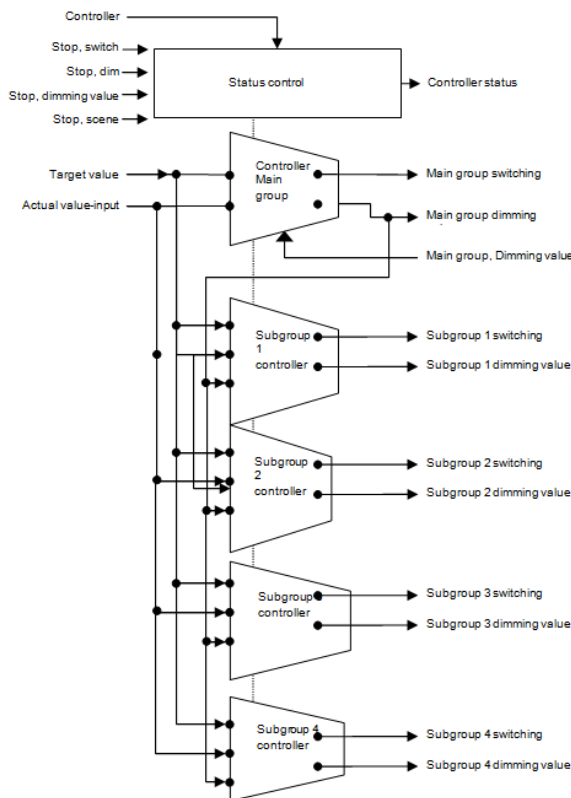 Controller
Stop, switch
Stop, dim
Stop, dimming value
Stop, scene
Status control
Controller status
Target value
Actual value-input
Controller
Main
group
Main group switching
Main group dimming
Main group, Dimming value
Subgroup
1
controller
Subgroup 1 switching
Subgroup 1 dimming value
Subgroup
2
controller
Subgroup 2 switching
Subgroup 2 dimming value
Subgroup
controller
Subgroup 3 switching
Subgroup 3 dimming value
Subgroup 4
controller
Subgroup 4 switching
Subgroup 4 dimming value